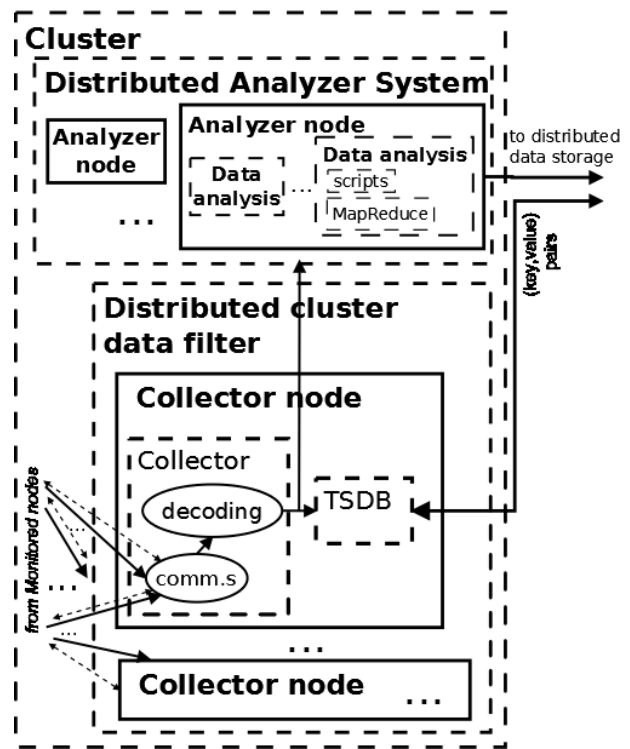 Cluster
Distributed Analyzer System
Analyzer
node
...
Analyzer node
Data
analysis
...
Data analysis
scripts
MapReduce
to distributed
data storage
(key,value)
pairs
Distributed cluster
data filter
Collector node
Collector
decoding
comm.s
TSDB
from Monitored nodes
...
...
...
...
Collector node
...